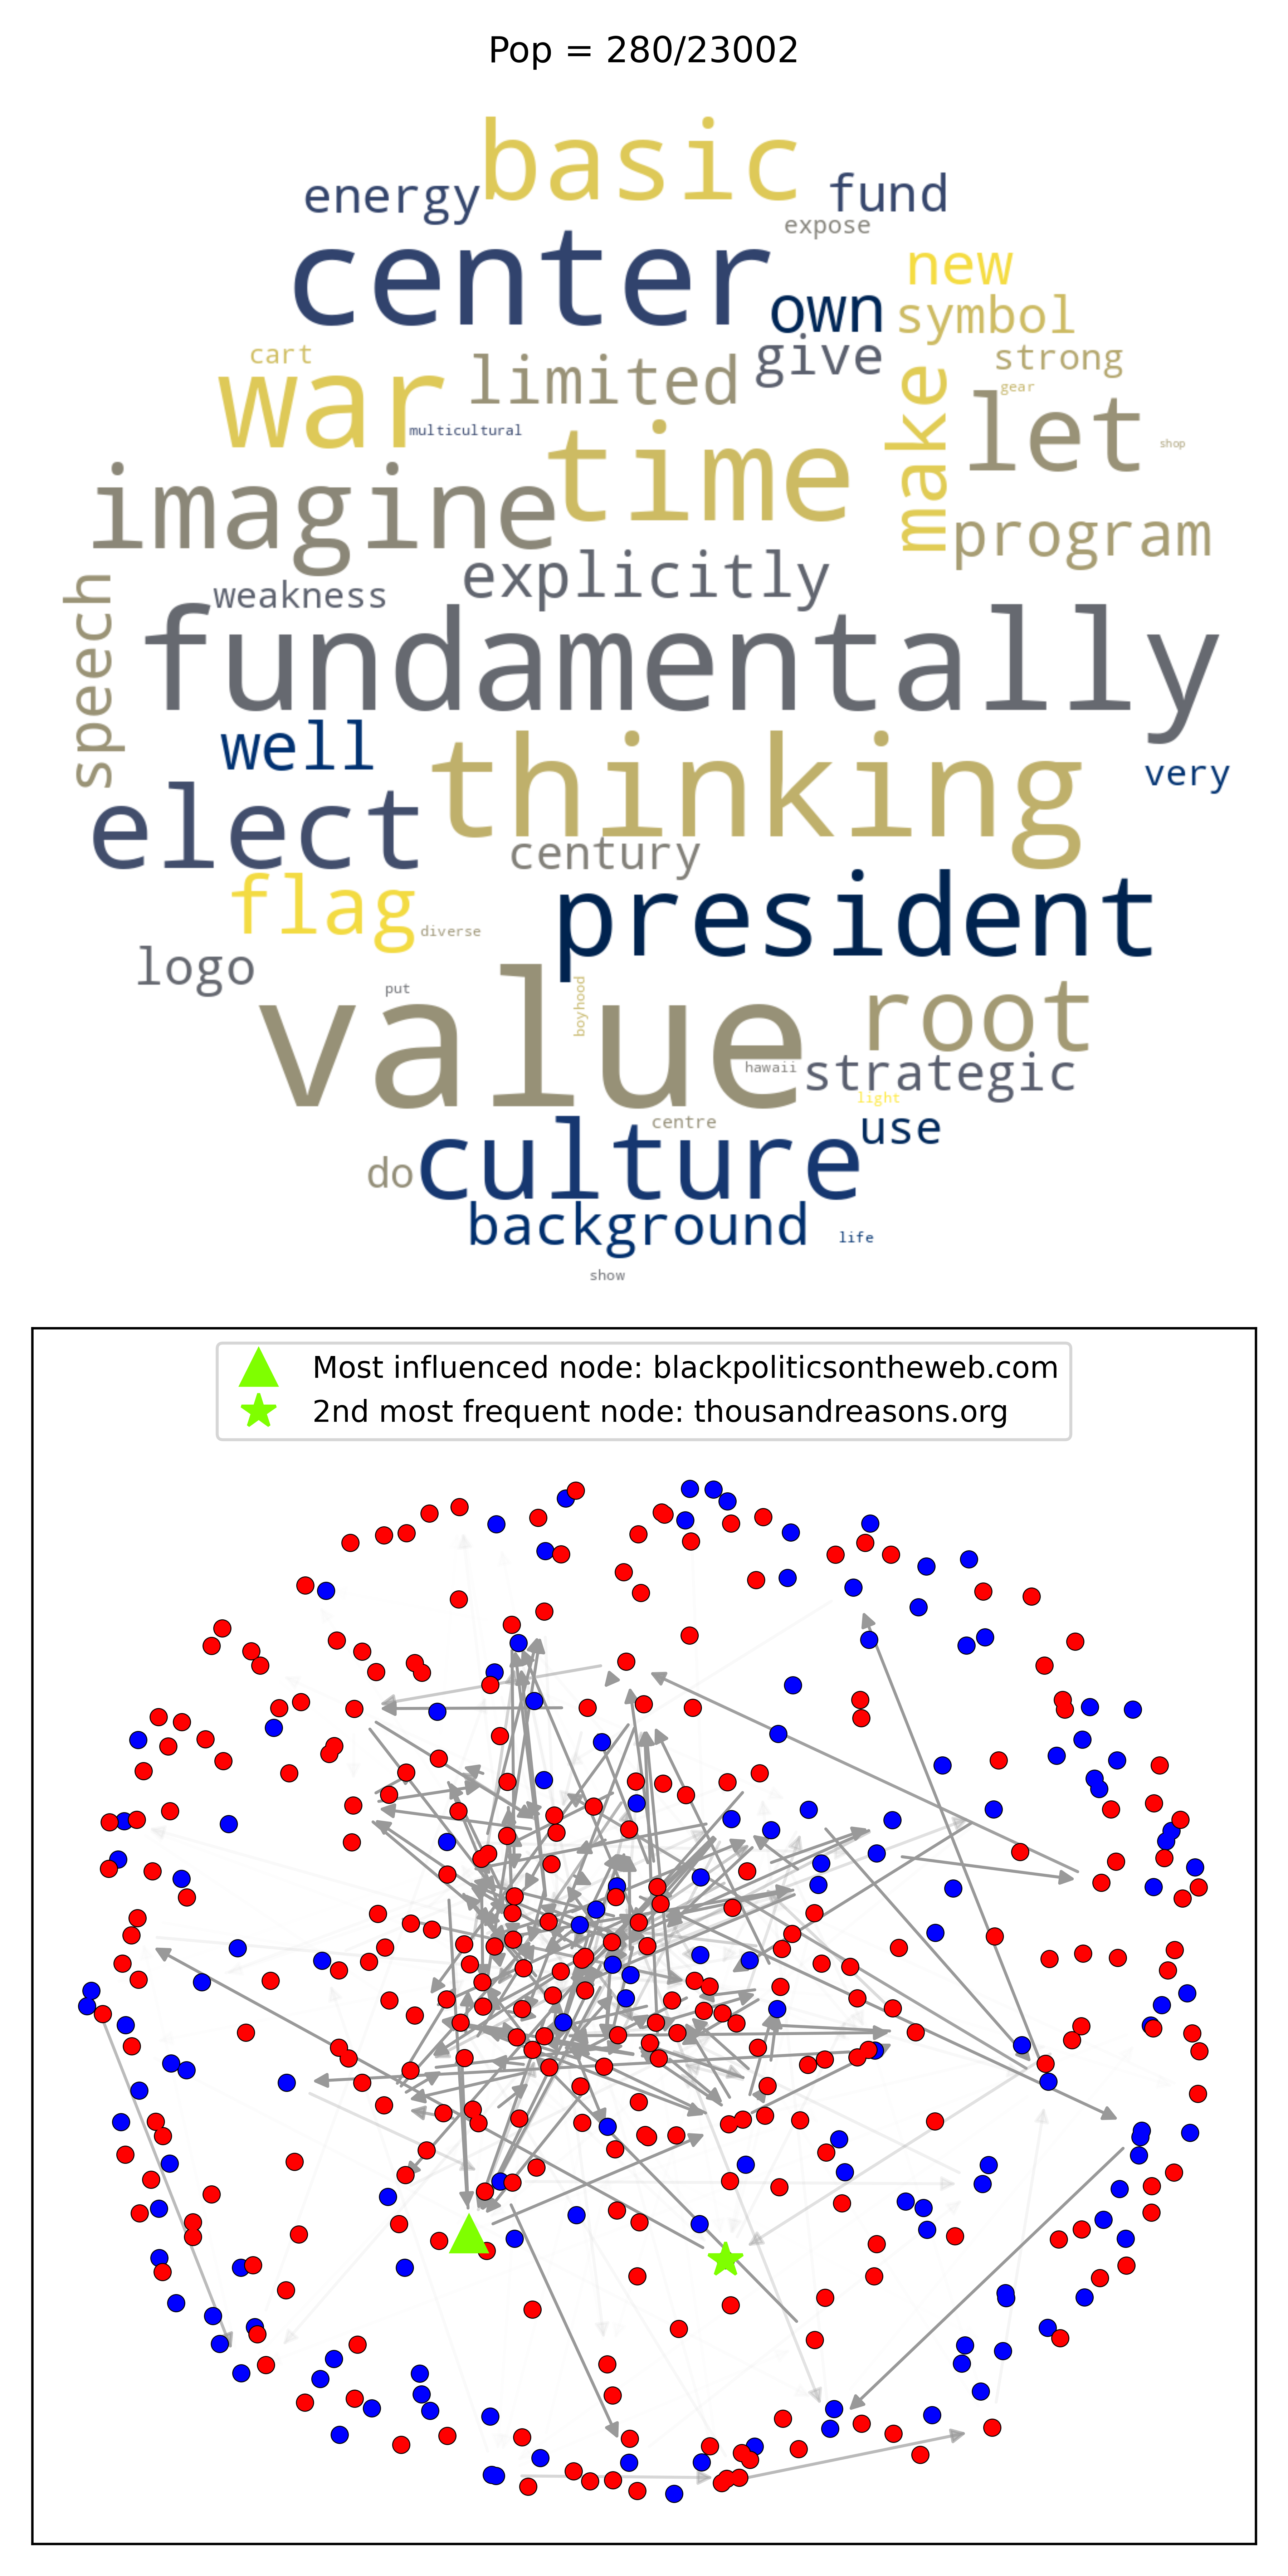 Pop = 280/23002
basic
energy
fund
expose
center
new
own
symbol
give
strong
cart
limited
war
make
gear
let
multicultural
shop
time
imagine
program
explicitly
speech
weakness
fundamentally
well
thinking
very
elect
century
flag
president
diverse
logo
put
value
boyhood
root
hawaii
strategic
light
centre
use
culture
do
background
life
show
Most influenced node: blackpoliticsontheweb.com
2nd most frequent node: thousandreasons.org